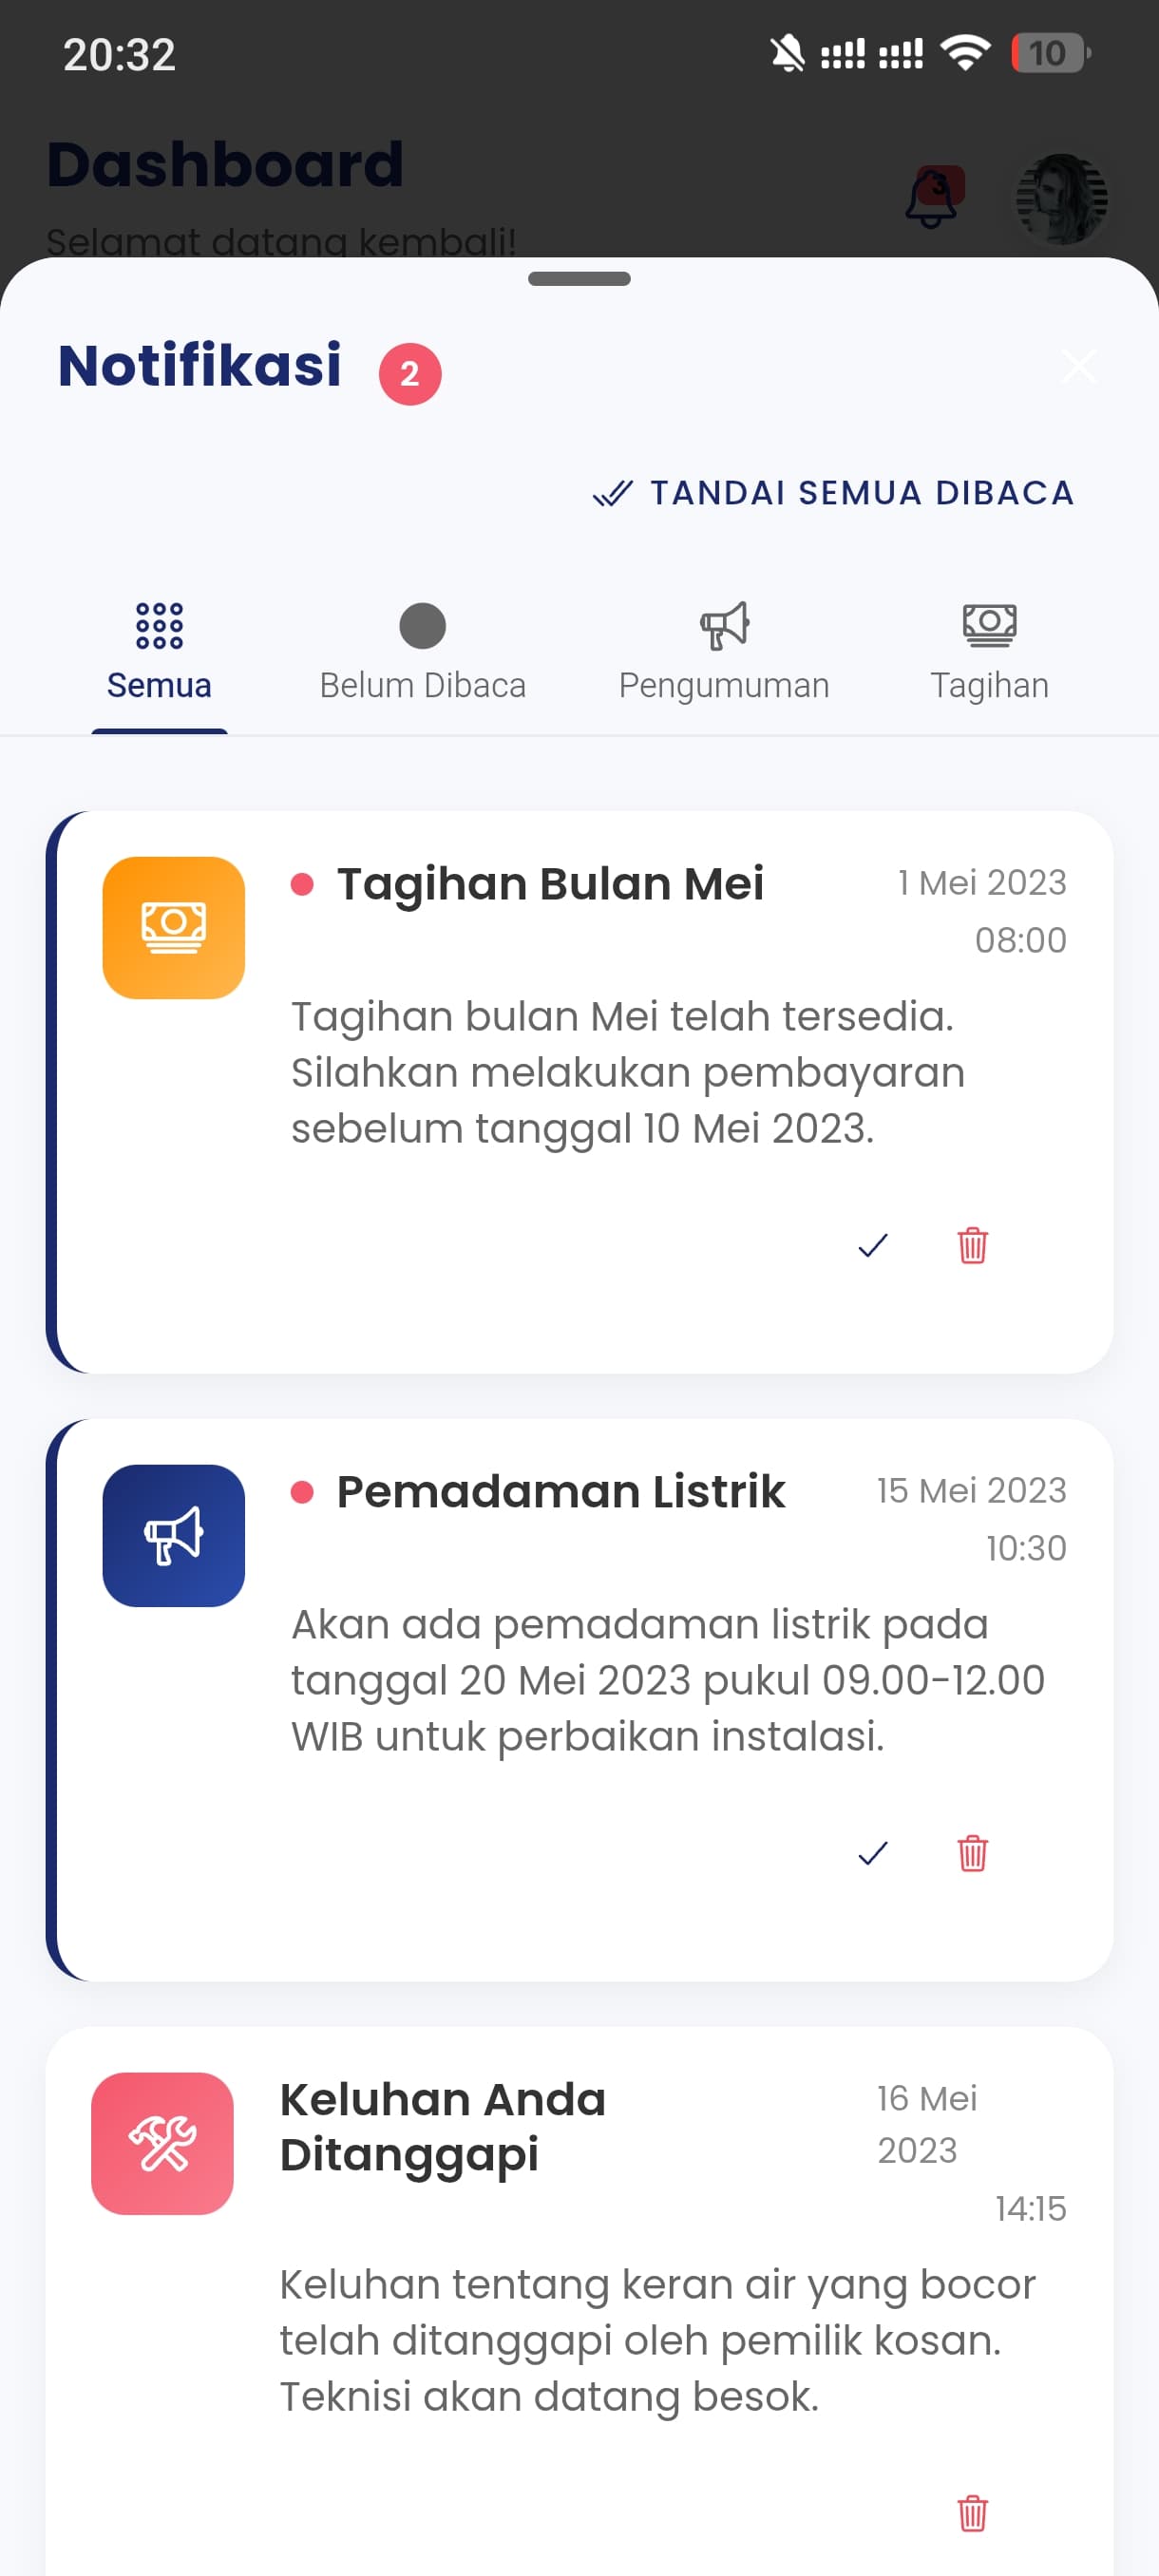 20:32
10
Dashboard
3
Selamat datang kembali!
Notifikasi 2
TANDAI SEMUA DIBACA
Semua
Belum Dibaca
Pengumuman
Tagihan
Tagihan Bulan Mei
1 Mei 2023
08:00
Tagihan bulan Mei telah tersedia.
Silahkan melakukan pembayaran
sebelum tanggal 10 Mei 2023.
Pemadaman Listrik
15 Mei 2023
10:30
Akan ada pemadaman listrik pada
tanggal 20 Mei 2023 pukul 09.00-12.00
WIB untuk perbaikan instalasi.
Keluhan Anda
Ditanggapi
16 Mei
2023
14:15
Keluhan tentang keran air yang bocor
telah ditanggapi oleh pemilik kosan.
Teknisi akan datang besok.